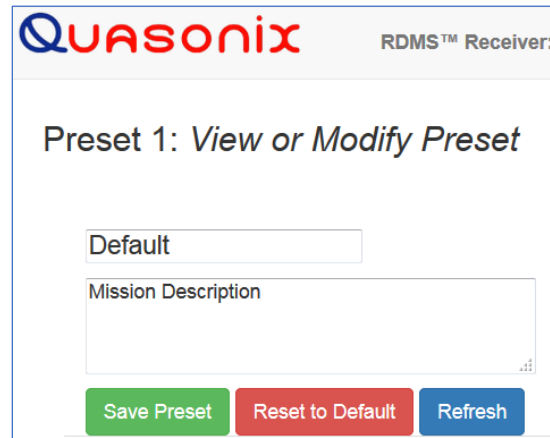 Quasonix
RDMS™ Receiver:
Preset 1: View or Modify Preset
Default
Mission Description
Save Preset Reset to Default Refresh